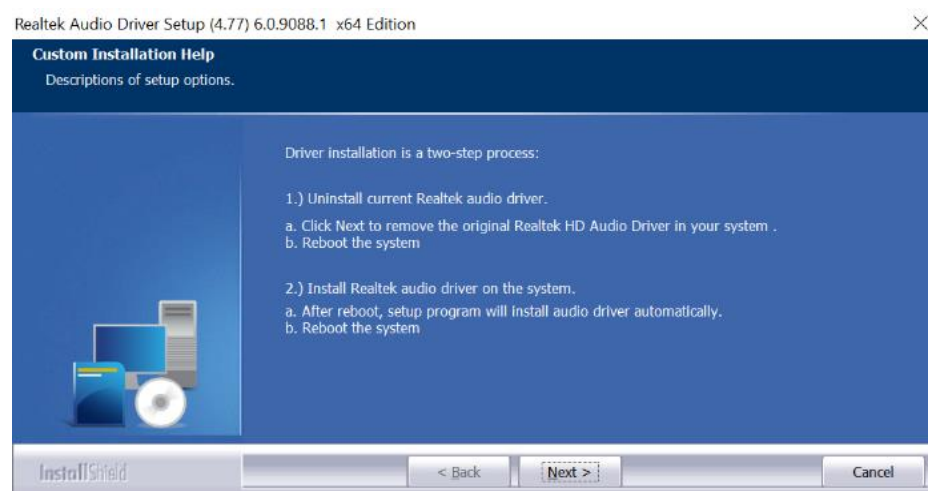 Realtek Audio Driver Setup (4.77) 6.0.9088.1 x64 Edition
Custom Installation Help
Descriptions of setup options.
Driver installation is a two-step process:
1.) Uninstall current Realtek audio driver.
a. Click Next to remove the original Realtek HD Audio Driver in your system .
b. Reboot the system
2.) Install Realtek audio driver on the system.
a. After reboot, setup program will install audio driver automatically.
b. Reboot the system
InstallShield
< Back
Next >
Cancel